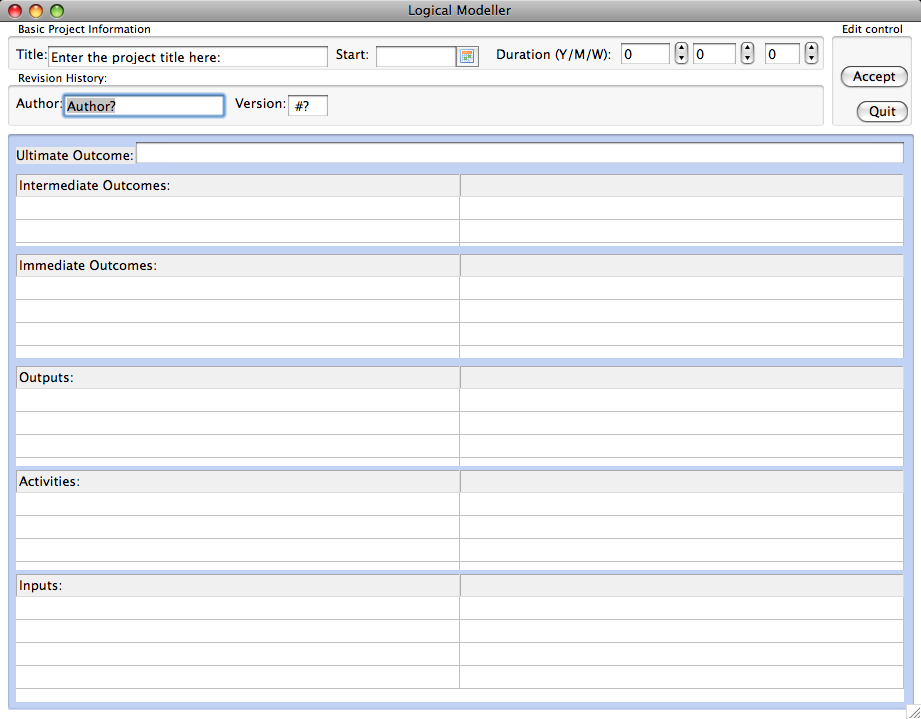 Logical Modeller
Basic Project Information
Edit control
Title: Enter the project title here: Start: Duration (Y/M/W): 0 0 0
Accept
Revision History:
Author: Author? Version: #?
Quit
Ultimate Outcome:
Intermediate Outcomes:
Immediate Outcomes:
Outputs:
Activities:
Inputs: